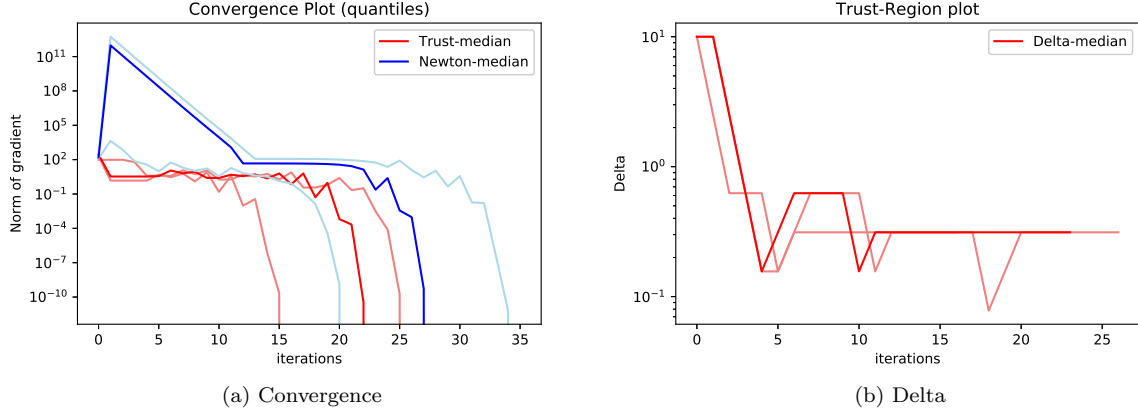 Convergence Plot (quantiles)
Norm of gradient
10^11
10^8
10^5
10^2
10^-1
10^-4
10^-7
10^-10
Trust-median
Newton-median
0 5 10 15 20 25 30 35
iterations
(a) Convergence
Trust-Region plot
Delta
10^1
10^0
10^-1
Delta-median
0 5 10 15 20 25
iterations
(b) Delta